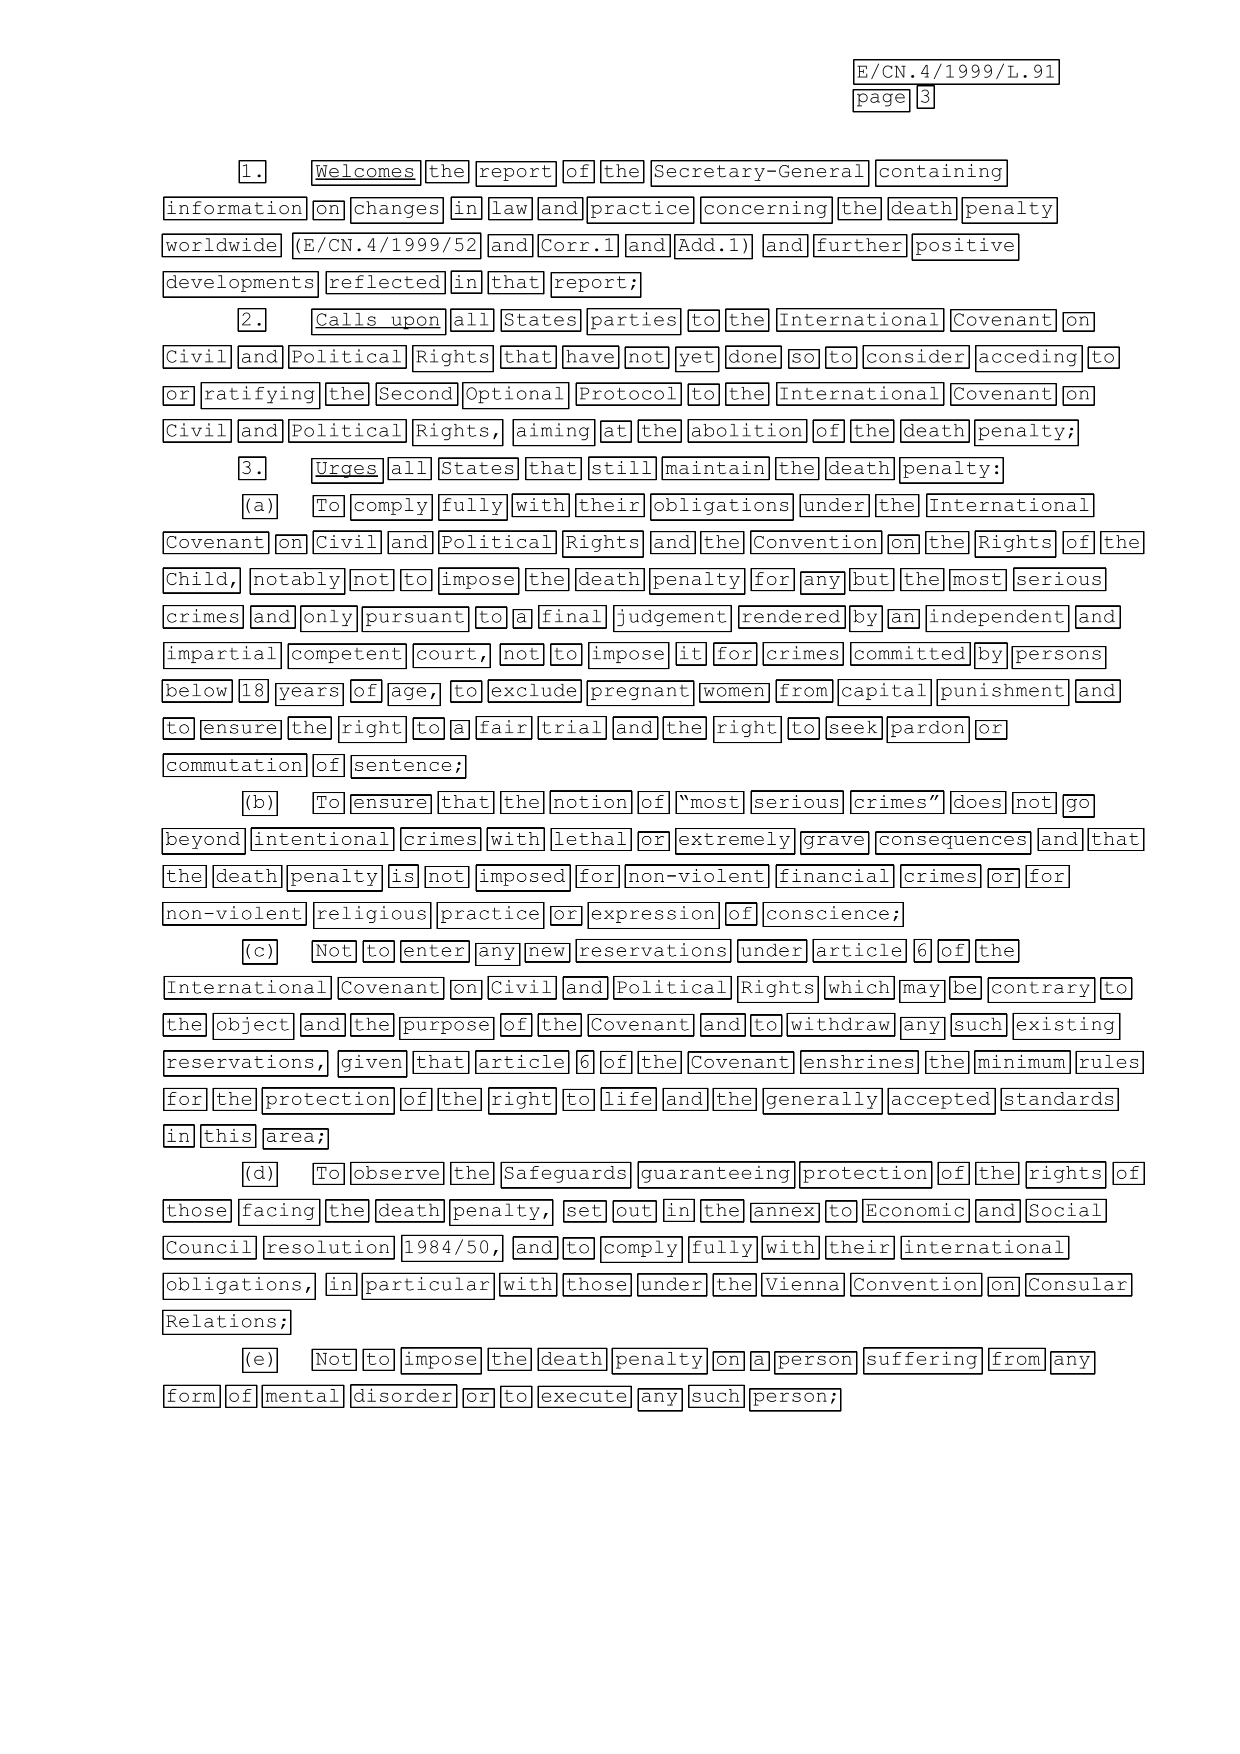 E/CN.4/1999/L.91
page 3
1. Welcomes the report of the Secretary-General containing
information on changes in law and practice concerning the death penalty
worldwide (E/CN.4/1999/52 and Corr.1 and Add.1) and further positive
developments reflected in that report;
2. Calls upon all States parties to the International Covenant on
Civil and Political Rights that have not yet done so to consider acceding to
or ratifying the Second Optional Protocol to the International Covenant on
Civil and Political Rights, aiming at the abolition of the death penalty;
3. Urges all States that still maintain the death penalty:
(a) To comply fully with their obligations under the International
Covenant on Civil and Political Rights and the Convention on the Rights of the
Child, notably not to impose the death penalty for any but the most serious
crimes and only pursuant to a final judgement rendered by an independent and
impartial competent court, not to impose it for crimes committed by persons
below 18 years of age, to exclude pregnant women from capital punishment and
to ensure the right to a fair trial and the right to seek pardon or
commutation of sentence;
(b) To ensure that the notion of “most serious crimes” does not go
beyond intentional crimes with lethal or extremely grave consequences and that
the death penalty is not imposed for non-violent financial crimes or for
non-violent religious practice or expression of conscience;
(c) Not to enter any new reservations under article 6 of the
International Covenant on Civil and Political Rights which may be contrary to
the object and the purpose of the Covenant and to withdraw any such existing
reservations, given that article 6 of the Covenant enshrines the minimum rules
for the protection of the right to life and the generally accepted standards
in this area;
(d) To observe the Safeguards guaranteeing protection of the rights of
those facing the death penalty, set out in the annex to Economic and Social
Council resolution 1984/50, and to comply fully with their international
obligations, in particular with those under the Vienna Convention on Consular
Relations;
(e) Not to impose the death penalty on a person suffering from any
form of mental disorder or to execute any such person;